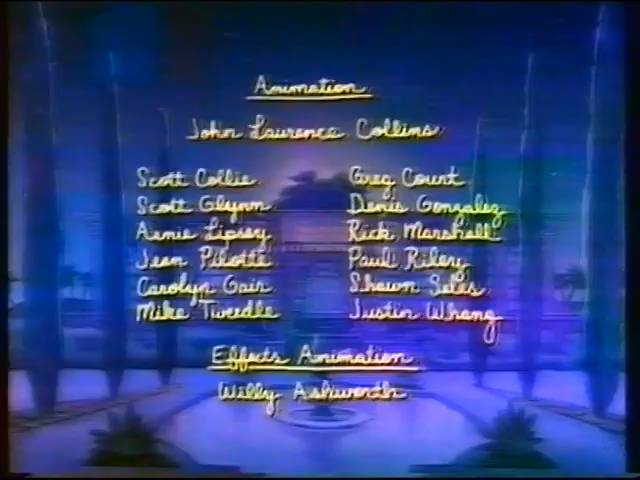 Animation
John Laurence Collins
Scott Collie Greg Court
Scott Glynn Denis Gonzalez
Arnie Lipsey Rick Marshall
Jean Pilotte Paul Riley
Carolyn Gair Shawn Seles
Mike Tweedle Justin Whang
Effects Animation
Willy Ashworth